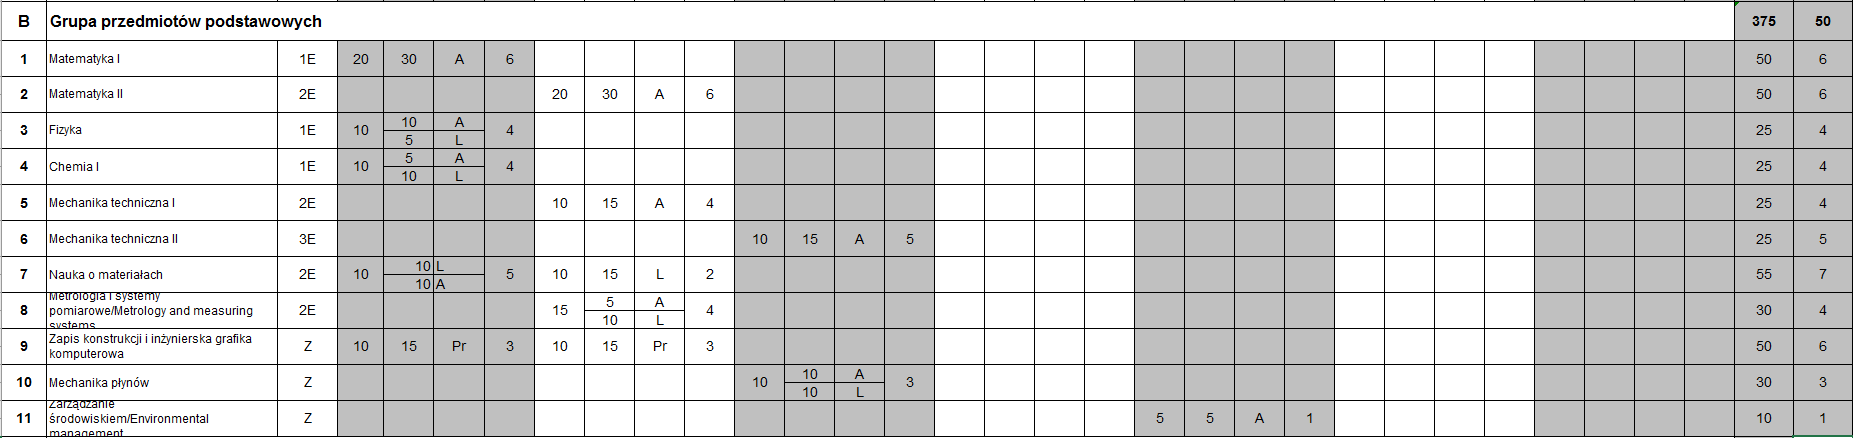 B Grupa przedmiotów podstawowych 375 50
1 Matematyka I 1E 20 30 A 6 50 6
2 Matematyka II 2E 20 30 A 6 50 6
3 Fizyka 1E 10 10 A 4 25 4
5 L
4 Chemia I 1E 10 5 A 4 25 4
10 L
5 Mechanika techniczna I 2E 10 15 A 4 25 4
6 Mechanika techniczna II 3E 10 15 A 5 25 5
7 Nauka o materiałach 2E 10 10 L 5 10 15 L 2 55 7
10 A
8 Metrologia i systemy
pomiarowe/Metrology and measuring
systems 2E 15 5 A 4 30 4
10 L
9 Zapis konstrukcji i inżynierska grafika
komputerowa Z 10 15 Pr 3 10 15 Pr 3 50 6
10 Mechanika płynów Z 10 10 A 3 30 3
10 L
11 Zarządzanie
środowiskiem/Environmental
management Z 5 5 A 1 10 1